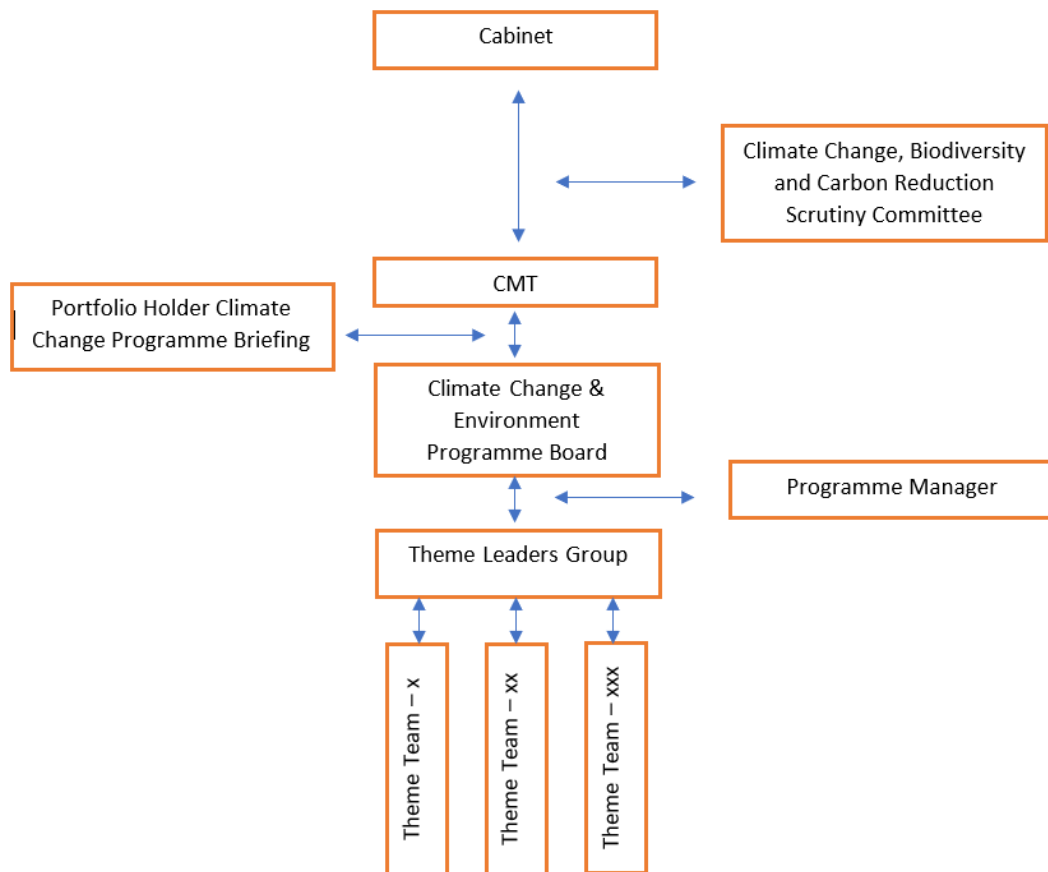 Cabinet
Climate Change, Biodiversity
and Carbon Reduction
Scrutiny Committee
CMT
Portfolio Holder Climate
Change Programme Briefing
Climate Change &
Environment
Programme Board
Programme Manager
Theme Leaders Group
Theme Team – x
Theme Team – xx
Theme Team – xxx